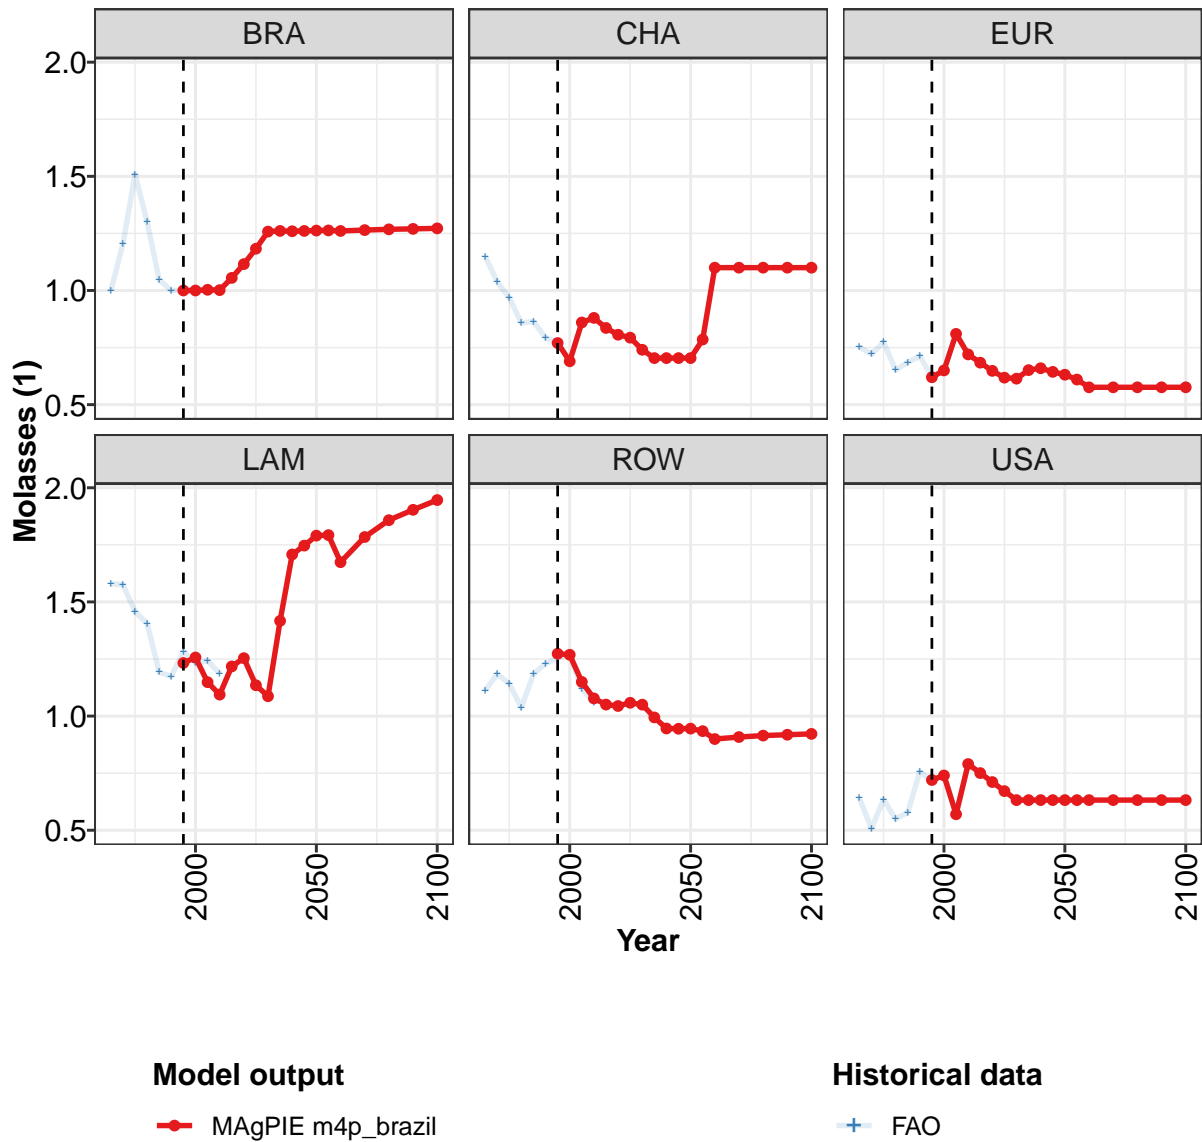 BRA CHA EUR
2.0
1.5
1.0
0.5
LAM ROW USA
2.0
1.5
1.0
0.5
Molasses (1)
2000 2050 2100 2000 2050 2100 2000 2050 2100
Year
Model output Historical data
MAgPIE m4p_brazil FAO